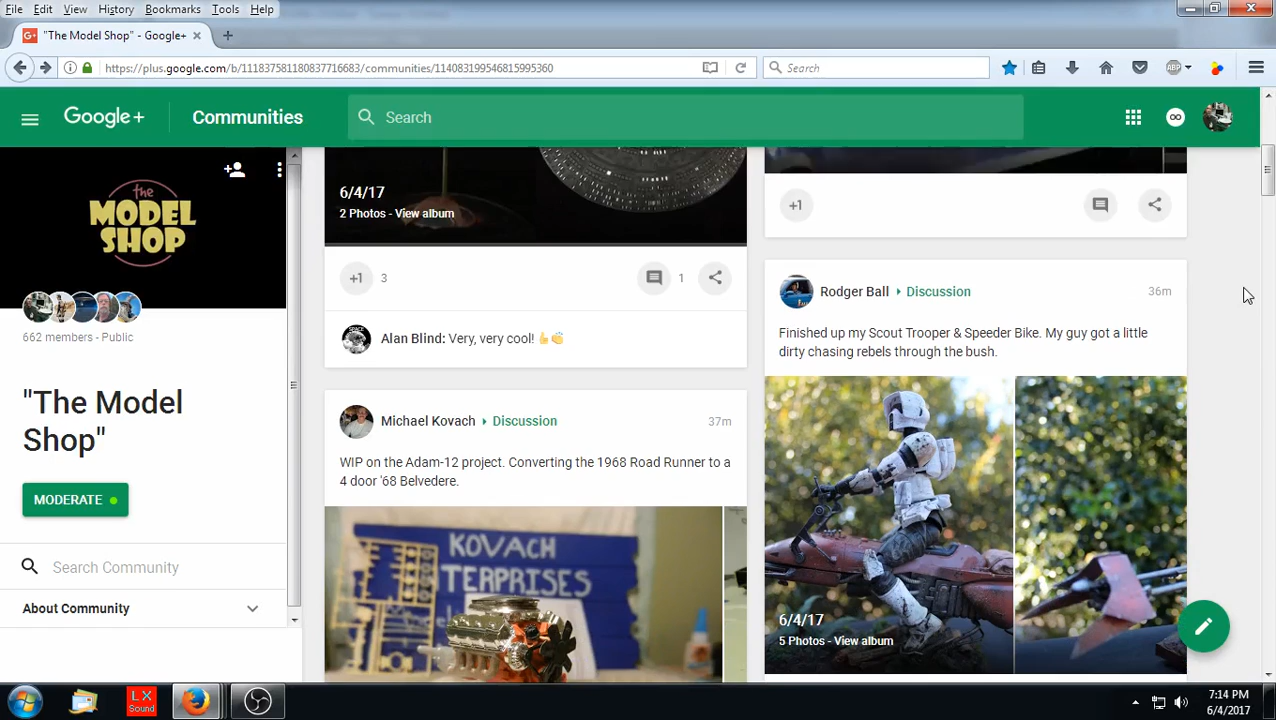 File Edit View History Bookmarks Tools Help
"The Model Shop" - Google+
https://plus.google.com/b/111837581180837716683/communities/114083199546815995360
Search
ABP
Google+
Communities
Search
the
MODEL
SHOP
662 members - Public
"The Model
Shop"
MODERATE
Search Community
About Community
6/4/17
2 Photos - View album
+1 3
1
Alan Blind: Very, very cool! 👍👏
Michael Kovach Discussion
37m
WIP on the Adam-12 project. Converting the 1968 Road Runner to a
4 door '68 Belvedere.
KOVACH
TERPRISES
+1
Rodger Ball Discussion
36m
Finished up my Scout Trooper & Speeder Bike. My guy got a little
dirty chasing rebels through the bush.
6/4/17
5 Photos - View album
LX
Sound
7:14 PM
6/4/2017